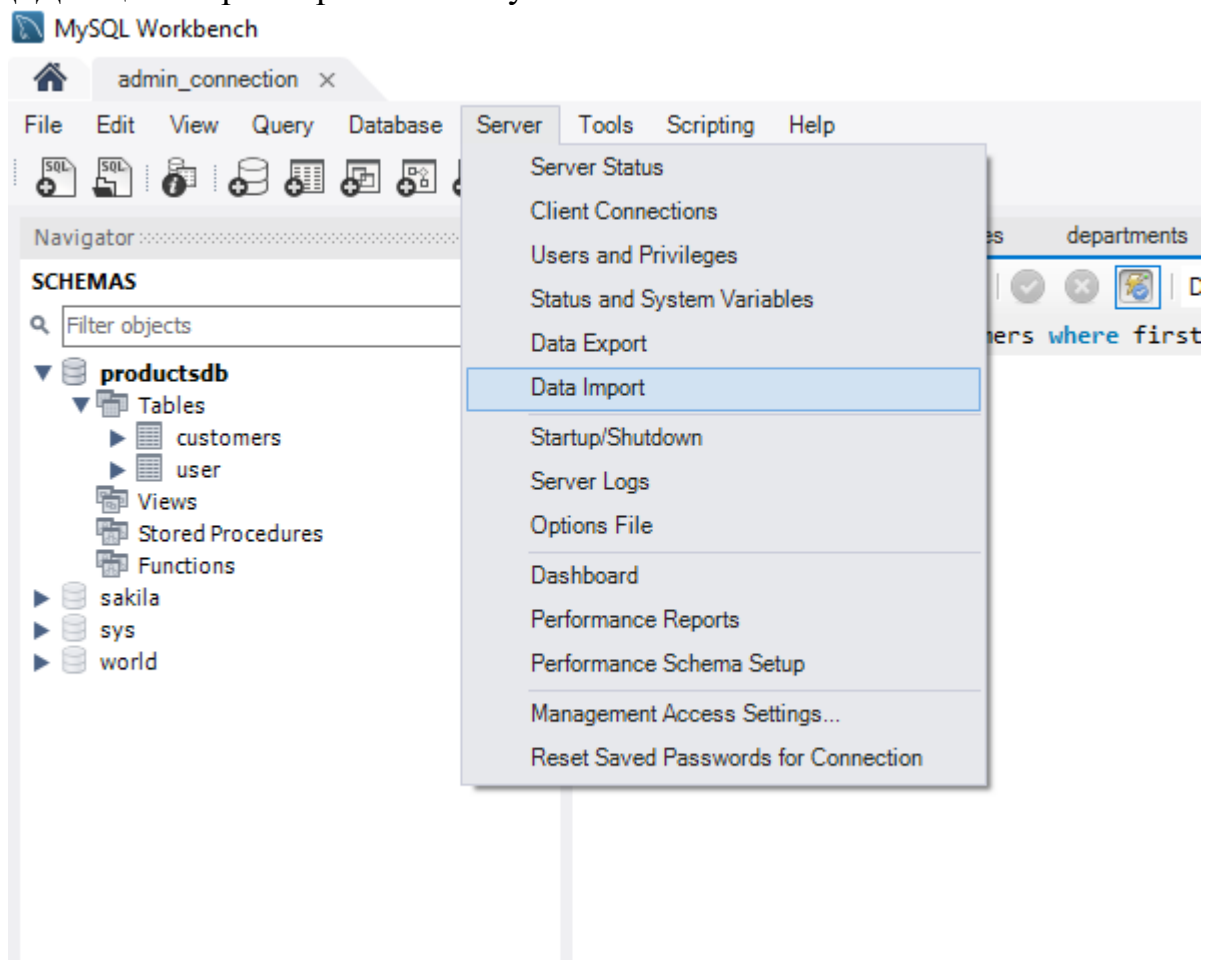 MySQL Workbench
admin_connection ×
File Edit View Query Database Server Tools Scripting Help
SQL SQL
Navigator
SCHEMAS
Filter objects
productsdb
Tables
customers
user
Views
Stored Procedures
Functions
sakila
sys
world
Server Status
Client Connections
Users and Privileges
Status and System Variables
Data Export
Data Import
Startup/Shutdown
Server Logs
Options File
Dashboard
Performance Reports
Performance Schema Setup
Management Access Settings...
Reset Saved Passwords for Connection
es departments
D
ers where first